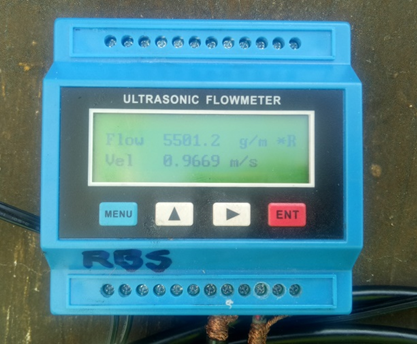 ULTRASONIC FLOWMETER
Flow 5501.2 g/m *R
Vel 0.9669 m/s
MENU ENT
RBS